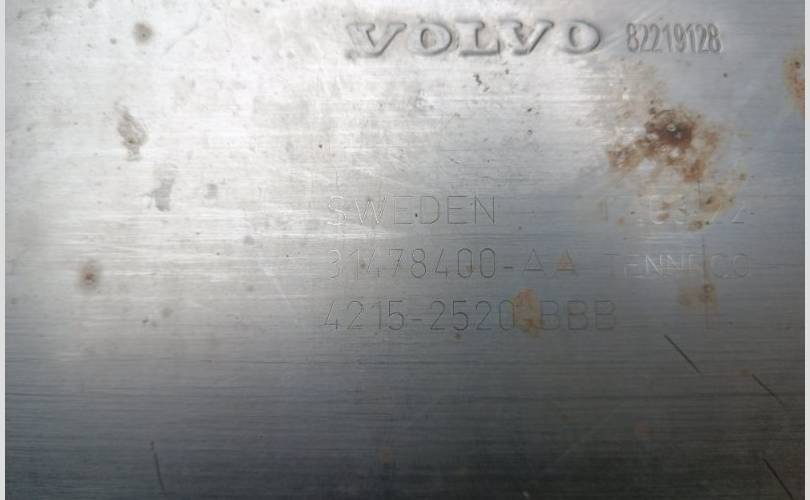 VOLVO 82219128
SWEDEN
31478400-AA TENNECO
4215-2520-BBB